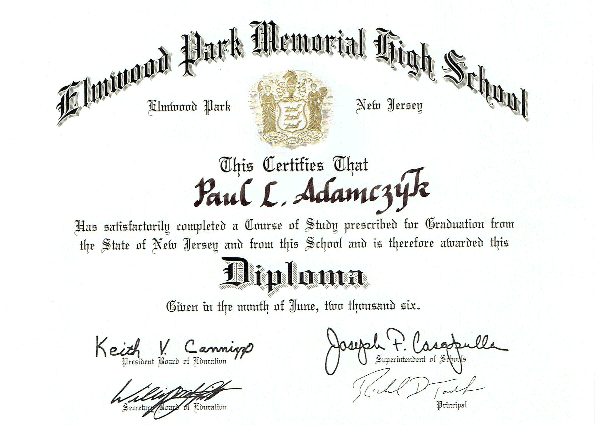 Elmwood Park Memorial High School
Elmwood Park New Jersey
This Certifies That
Paul L. Adamczyk
Has satisfactorily completed a Course of Study prescribed for Graduation from
the State of New Jersey and from this School and is therefore awarded this
Diploma
Given in the month of June, two thousand six.
Keith V. Cannizzo Joseph P. Casapulla
President Board of Education Superintendent of Schools
Secretary Board of Education Principal